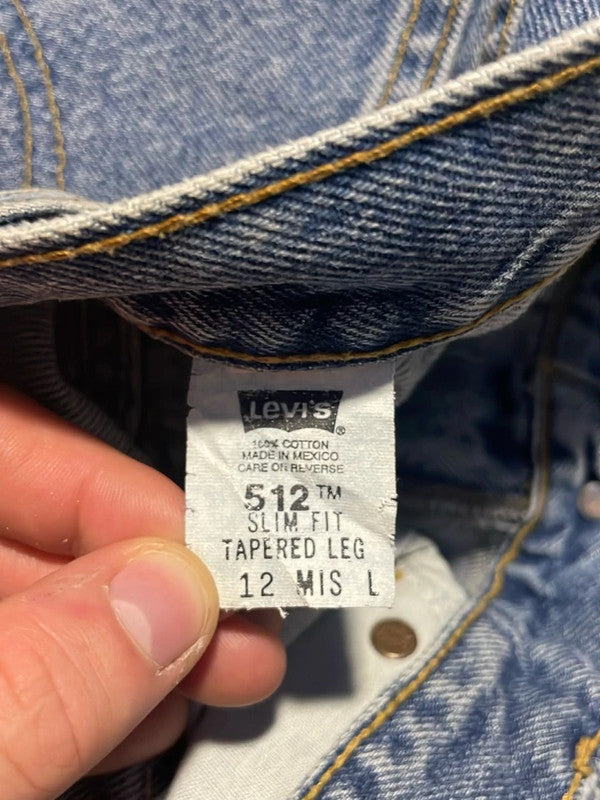 Levi's
®
100% COTTON
MADE IN MEXICO
CARE ON REVERSE
512™
SLIM FIT
TAPERED LEG
12 MIS L